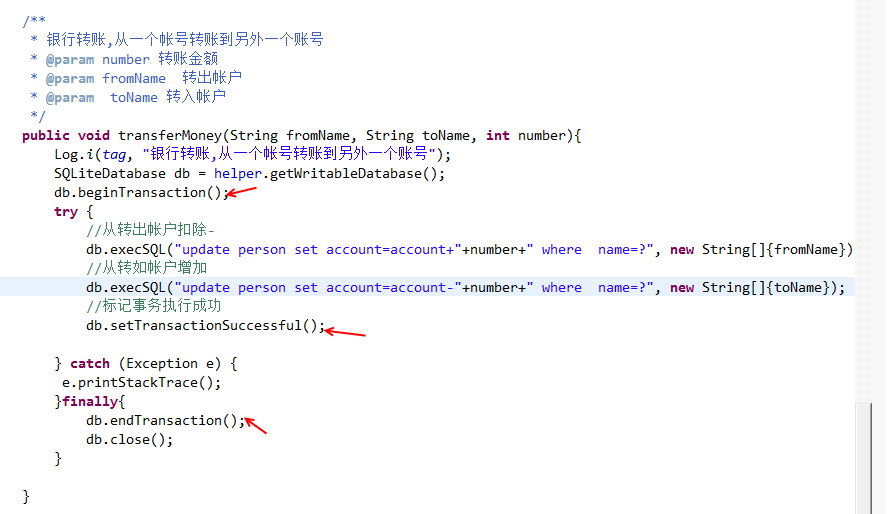 /**
* 银行转账,从一个帐号转账到另外一个账号
* @param number 转账金额
* @param fromName  转出帐户
* @param  toName 转入帐户
*/
public void transferMoney(String fromName, String toName, int number){
Log.i(tag, "银行转账,从一个帐号转账到另外一个账号");
SQLiteDatabase db = helper.getWritableDatabase();
db.beginTransaction();
try {
//从转出帐户扣除-
db.execSQL("update person set account=account+"+number+" where  name=?", new String[]{fromName})
//从转如帐户增加
db.execSQL("update person set account=account-"+number+" where  name=?", new String[]{toName});
//标记事务执行成功
db.setTransactionSuccessful();
} catch (Exception e) {
e.printStackTrace();
}finally{
db.endTransaction();
db.close();
}
}